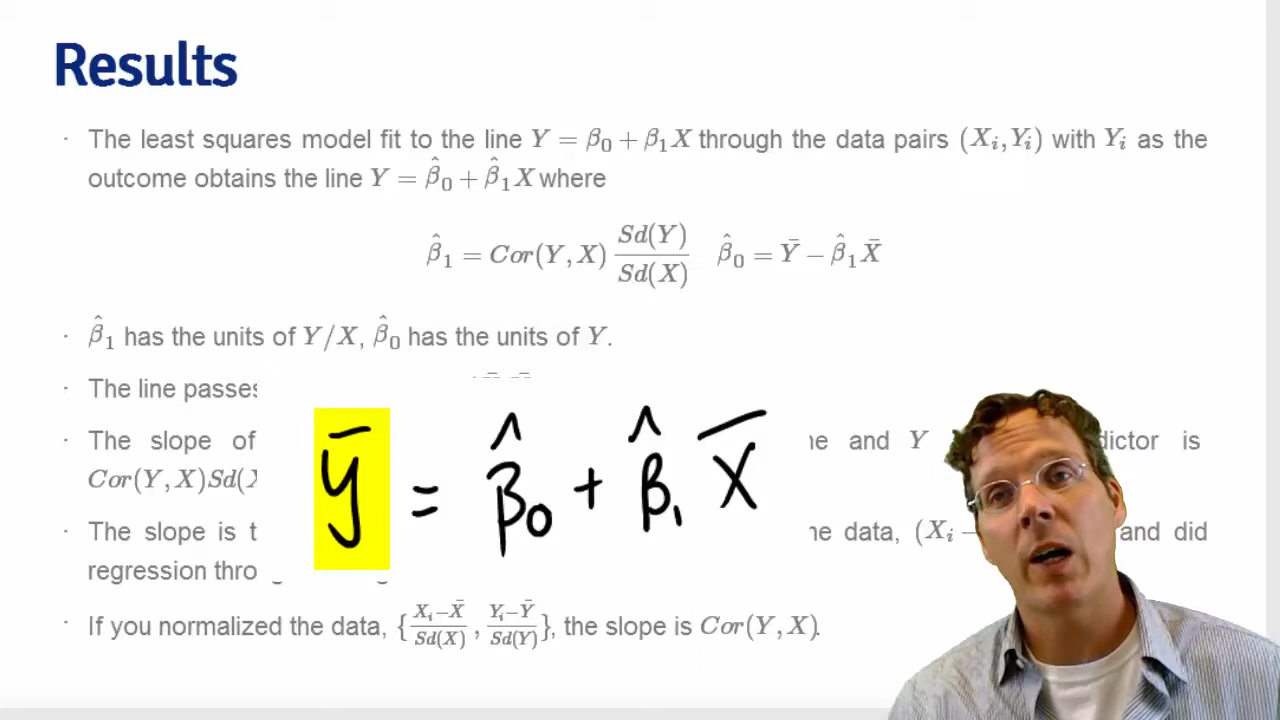 Results
· The least squares model fit to the line Y = β₀ + β₁X through the data pairs (Xᵢ, Yᵢ) with Yᵢ as the
outcome obtains the line Y = β̂₀ + β̂₁X where
β̂₁ = Cor(Y, X) Sd(Y)/Sd(X) β̂₀ = Ȳ − β̂₁X̄
· β̂₁ has the units of Y/X, β̂₀ has the units of Y.
· The line passes
ȳ = β̂₀ + β̂₁ X̄
· The slope of and Y is
Cor(Y, X)Sd(X
· The slope is the data, (Xᵢ − and did
regression
· If you normalized the data, {(Xᵢ−X̄)/Sd(X), (Yᵢ−Ȳ)/Sd(Y)}, the slope is Cor(Y, X).